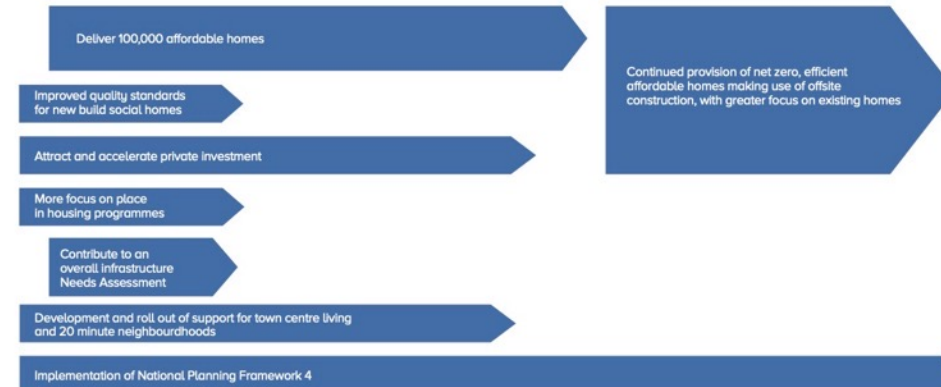 Deliver 100,000 affordable homes
Continued provision of net zero, efficient
affordable homes making use of offsite
construction, with greater focus on existing homes
Improved quality standards
for new build social homes
Attract and accelerate private investment
More focus on place
in housing programmes
Contribute to an
overall infrastructure
Needs Assessment
Development and roll out of support for town centre living
and 20 minute neighbourdhoods
Implementation of National Planning Framework 4